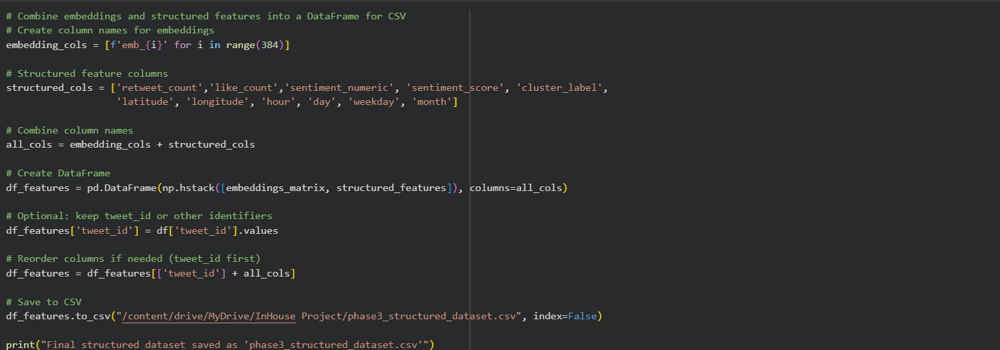 # Combine embeddings and structured features into a DataFrame for CSV
# Create column names for embeddings
embedding_cols = [f'emb_{i}' for i in range(384)]
# Structured feature columns
structured_cols = ['retweet_count','like_count','sentiment_numeric', 'sentiment_score', 'cluster_label',
'latitude', 'longitude', 'hour', 'day', 'weekday', 'month']
# Combine column names
all_cols = embedding_cols + structured_cols
# Create DataFrame
df_features = pd.DataFrame(np.hstack([embeddings_matrix, structured_features]), columns=all_cols)
# Optional: keep tweet_id or other identifiers
df_features['tweet_id'] = df['tweet_id'].values
# Reorder columns if needed (tweet_id first)
df_features = df_features[['tweet_id'] + all_cols]
# Save to CSV
df_features.to_csv("/content/drive/MyDrive/InHouse Project/phase3_structured_dataset.csv", index=False)
print("Final structured dataset saved as 'phase3_structured_dataset.csv'")